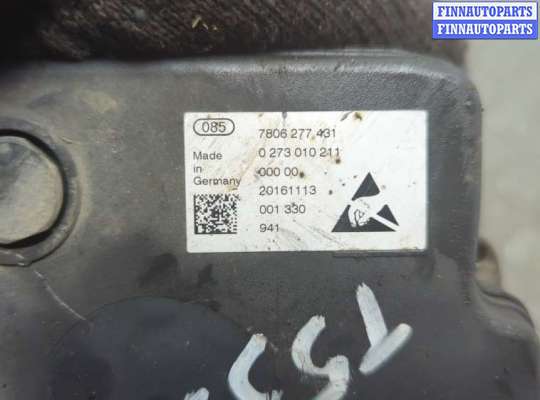 FINNAUTOPARTS
FINNAUTOPARTS
085
7806 277 431
Made in Germany
0 273 010 211
000 00
20161113
001 330
941